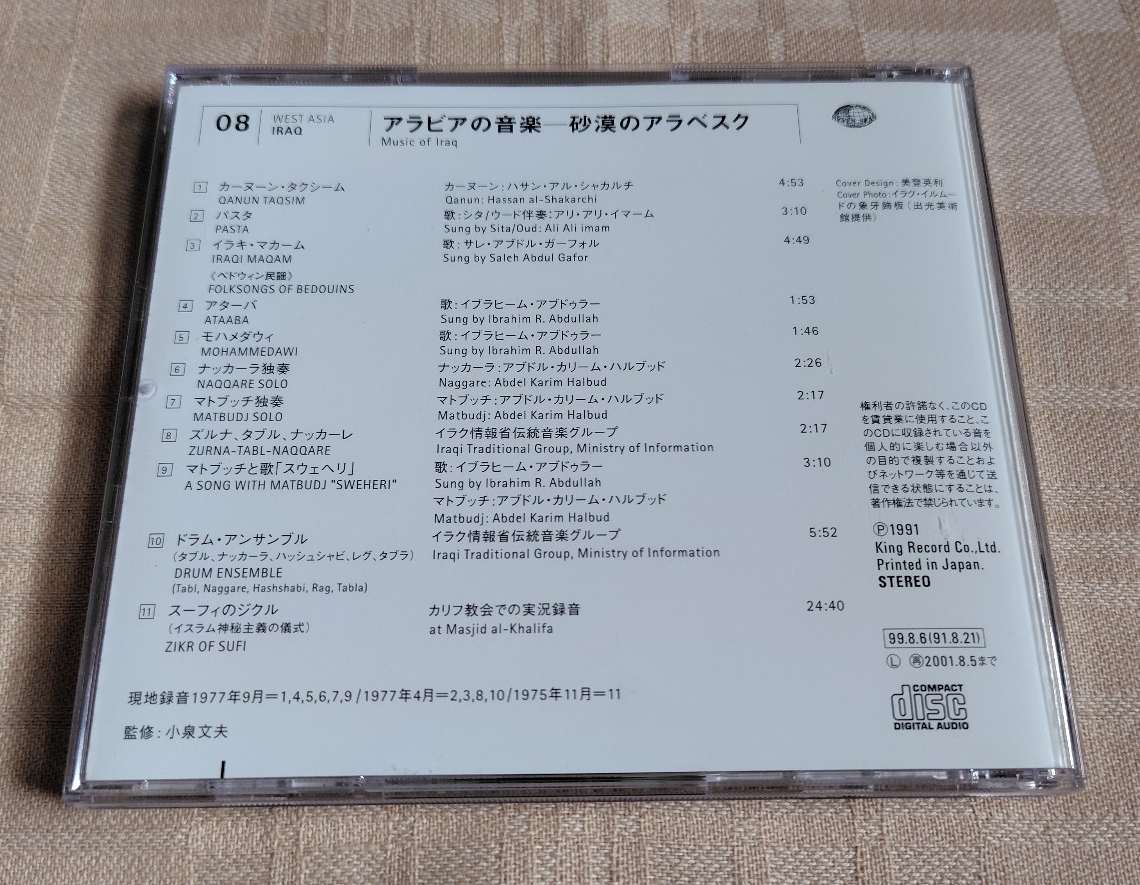 08
WEST ASIA
IRAQ
アラビアの音楽―砂漠のアラベスク
Music of Iraq
SEVEN SEAS
1 カーヌーン・タクシーム カーヌーン:ハサン・アル・シャカルチ 4:53
QANUN TAQSIM Qanun: Hassan al-Shakarchi
2 パスタ 歌:シタ/ウード伴奏:アリ・アリ・イマーム 3:10
PASTA Sung by Sita/Oud: Ali Ali imam
3 イラキ・マカーム 歌:サレ・アブドル・ガーフォル 4:49
IRAQI MAQAM Sung by Saleh Abdul Gafor
《ベドウィン民謡》
FOLKSONGS OF BEDOUINS
4 アターバ 歌:イブラヒーム・アブドゥラー 1:53
ATAABA Sung by Ibrahim R. Abdullah
5 モハメダウィ 歌:イブラヒーム・アブドゥラー 1:46
MOHAMMEDAWI Sung by Ibrahim R. Abdullah
6 ナッカーラ独奏 ナッカーラ:アブドル・カリーム・ハルブッド 2:26
NAQQARE SOLO Naggare: Abdel Karim Halbud
7 マトブッチ独奏 マトブッチ:アブドル・カリーム・ハルブッド 2:17
MATBUDJ SOLO Matbudj: Abdel Karim Halbud
8 ズルナ、タブル、ナッカーレ イラク情報省伝統音楽グループ 2:17
ZURNA-TABL-NAQQARE Iraqi Traditional Group, Ministry of Information
9 マトブッチと歌「スウェヘリ」 歌:イブラヒーム・アブドゥラー 3:10
A SONG WITH MATBUDJ "SWEHERI" Sung by Ibrahim R. Abdullah
マトブッチ:アブドル・カリーム・ハルブッド
Matbudj: Abdel Karim Halbud
10 ドラム・アンサンブル イラク情報省伝統音楽グループ 5:52
(タブル、ナッカーラ、ハッシュシャビ、レグ、タブラ) Iraqi Traditional Group, Ministry of Information
DRUM ENSEMBLE
(Tabl, Naggare, Hashshabi, Rag, Tabla)
11 スーフィのジクル カリフ教会での実況録音 24:40
(イスラム神秘主義の儀式) at Masjid al-Khalifa
ZIKR OF SUFI
現地録音1977年9月=1,4,5,6,7,9/1977年4月=2,3,8,10/1975年11月=11
監修:小泉文夫
Cover Design:美登英利
Cover Photo:イラク・イルムー
ドの象牙飾板(出光美術
館提供)
権利者の許諾なく、このCD
を賃貸業に使用すること、こ
のCDに収録されている音を
個人的に楽しむ場合以外
の目的で複製することおよ
びネットワーク等を通じて送
信できる状態にすることは、
著作権法で禁じられています。
Ⓟ1991
King Record Co.,Ltd.
Printed in Japan.
STEREO
99.8.6(91.8.21)
Ⓛ ㊢2001.8.5まで
COMPACT
disc
DIGITAL AUDIO